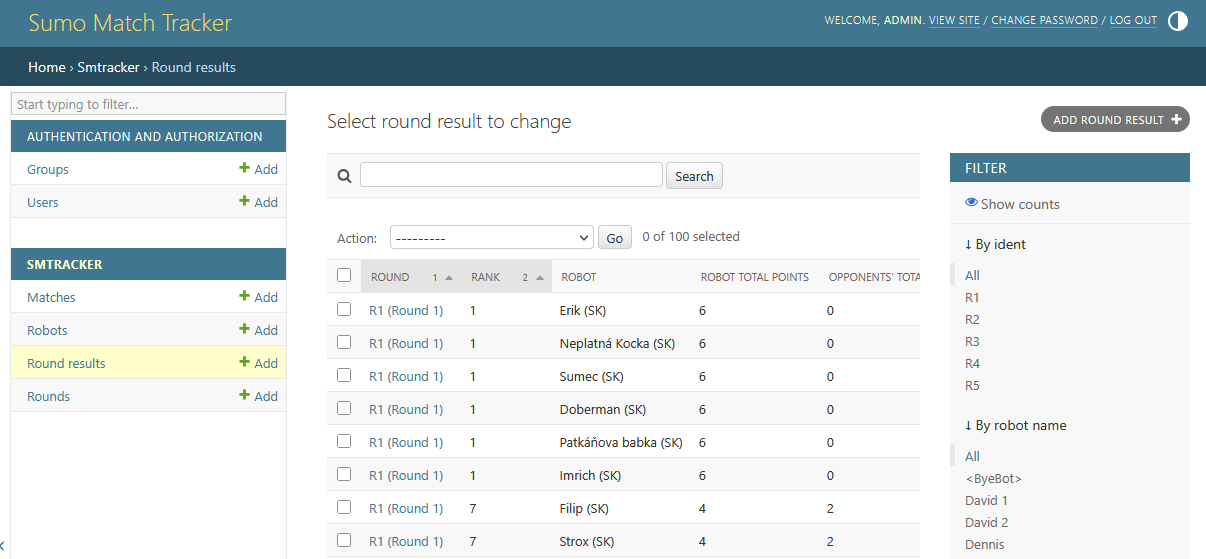 Sumo Match Tracker
WELCOME, ADMIN. VIEW SITE / CHANGE PASSWORD / LOG OUT
Home › Smtracker › Round results
Start typing to filter...
AUTHENTICATION AND AUTHORIZATION
Groups + Add
Users + Add
SMTRACKER
Matches + Add
Robots + Add
Round results + Add
Rounds + Add
Select round result to change
ADD ROUND RESULT +
Search
Action: --------- Go 0 of 100 selected
ROUND 1 RANK 2 ROBOT ROBOT TOTAL POINTS OPPONENTS' TOTA
R1 (Round 1) 1 Erik (SK) 6 0
R1 (Round 1) 1 Neplatná Kocka (SK) 6 0
R1 (Round 1) 1 Sumec (SK) 6 0
R1 (Round 1) 1 Doberman (SK) 6 0
R1 (Round 1) 1 Patkáňova babka (SK) 6 0
R1 (Round 1) 1 Imrich (SK) 6 0
R1 (Round 1) 7 Filip (SK) 4 2
R1 (Round 1) 7 Strox (SK) 4 2
FILTER
Show counts
↓ By ident
All
R1
R2
R3
R4
R5
↓ By robot name
All
<ByeBot>
David 1
David 2
Dennis